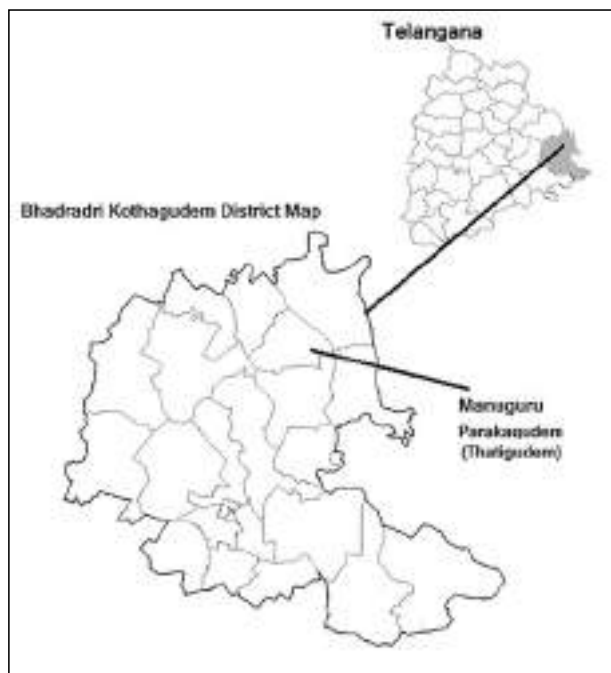 Telangana
Bhadradri Kothagudem District Map
Manuguru
Parakagudem
(Thatigudem)